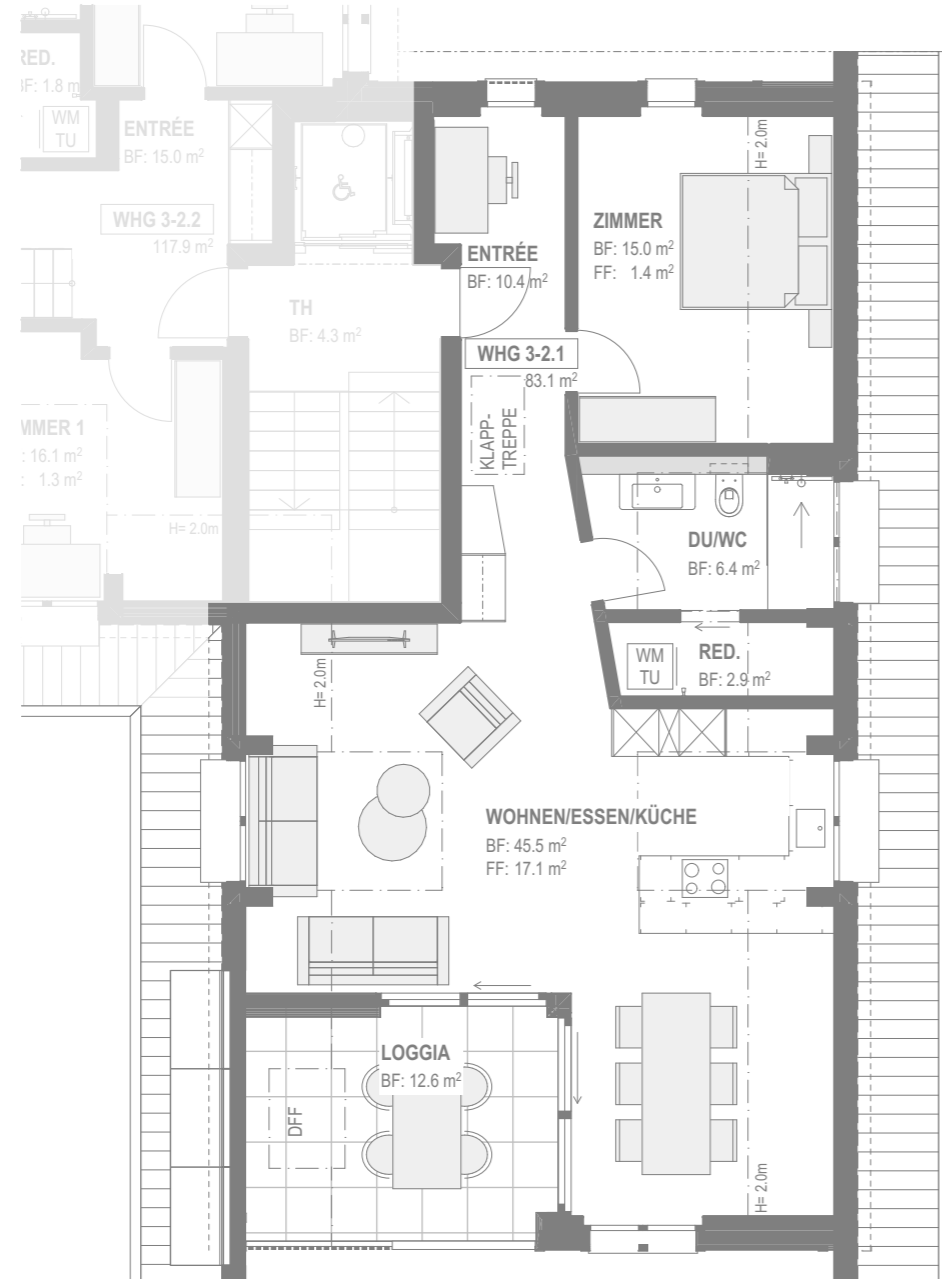 RED.
BF: 1.8 m
WM
TU
ENTRÉE
BF: 15.0 m²
WHG 3-2.2
117.9 m²
TH
BF: 4.3 m²
MMER 1
: 16.1 m²
: 1.3 m²
H= 2.0m
ENTRÉE
BF: 10.4 m²
WHG 3-2.1
83.1 m²
KLAPP-
TREPPE
H= 2.0m
ZIMMER
BF: 15.0 m²
FF: 1.4 m²
DU/WC
BF: 6.4 m²
WM
TU
RED.
BF: 2.9 m²
H= 2.0m
WOHNEN/ESSEN/KÜCHE
BF: 45.5 m²
FF: 17.1 m²
LOGGIA
BF: 12.6 m²
DFF
H= 2.0m